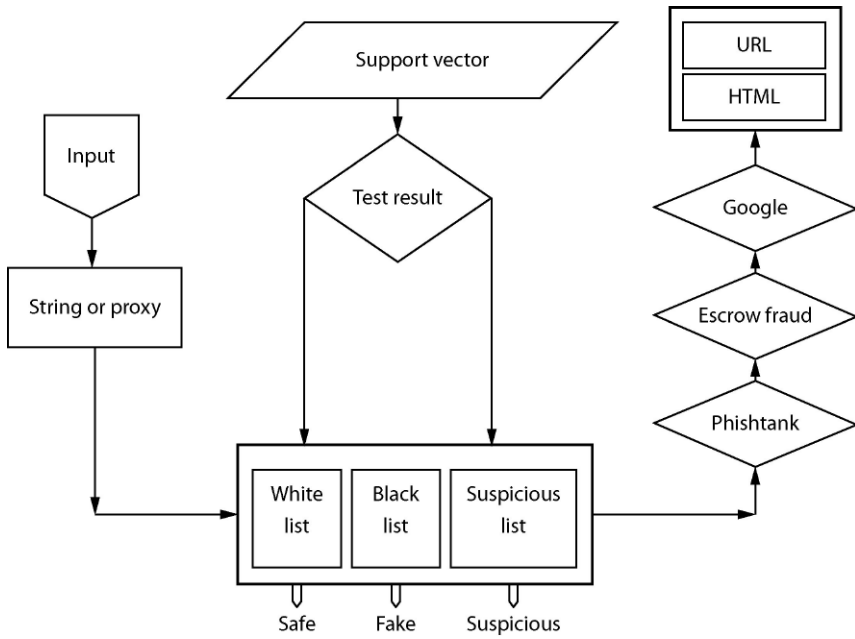 Input
String or proxy
Support vector
Test result
White
list
Black
list
Suspicious
list
Safe
Fake
Suspicious
URL
HTML
Google
Escrow fraud
Phishtank